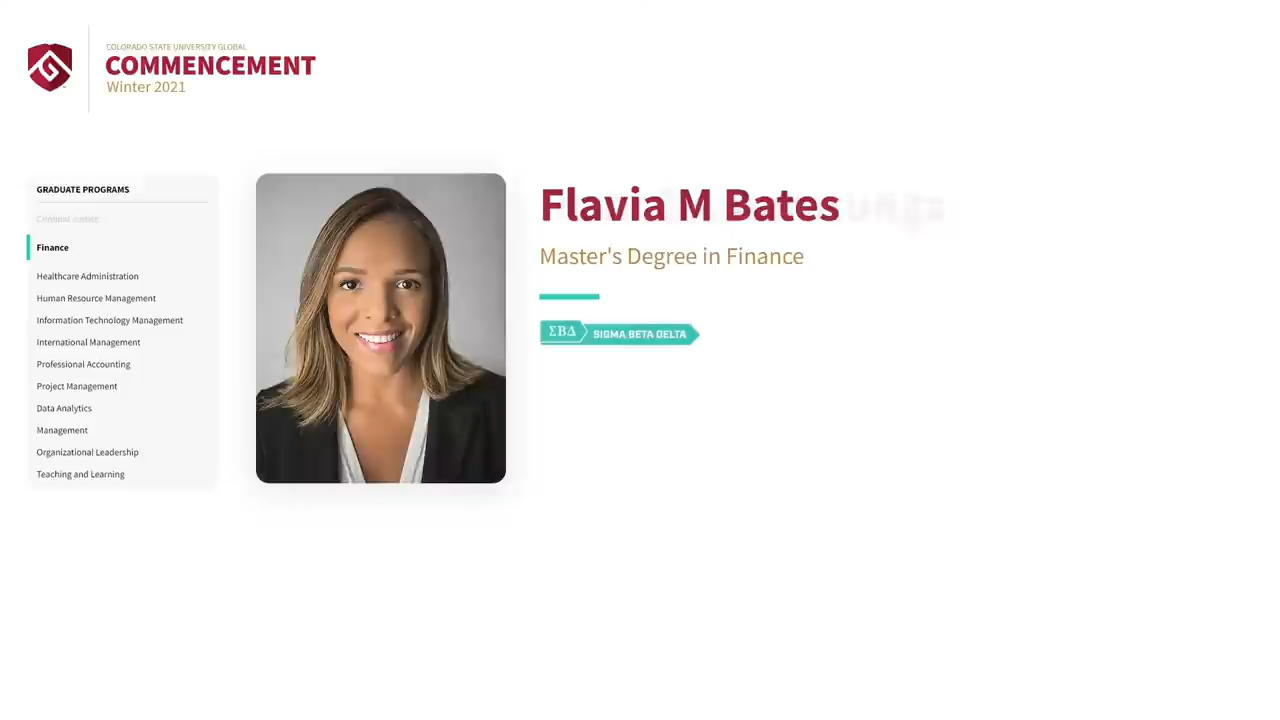 COLORADO STATE UNIVERSITY GLOBAL
COMMENCEMENT
Winter 2021
GRADUATE PROGRAMS
Criminal Justice
Finance
Healthcare Administration
Human Resource Management
Information Technology Management
International Management
Professional Accounting
Project Management
Data Analytics
Management
Organizational Leadership
Teaching and Learning
Flavia M Bates
Master's Degree in Finance
ΣΒΔ SIGMA BETA DELTA